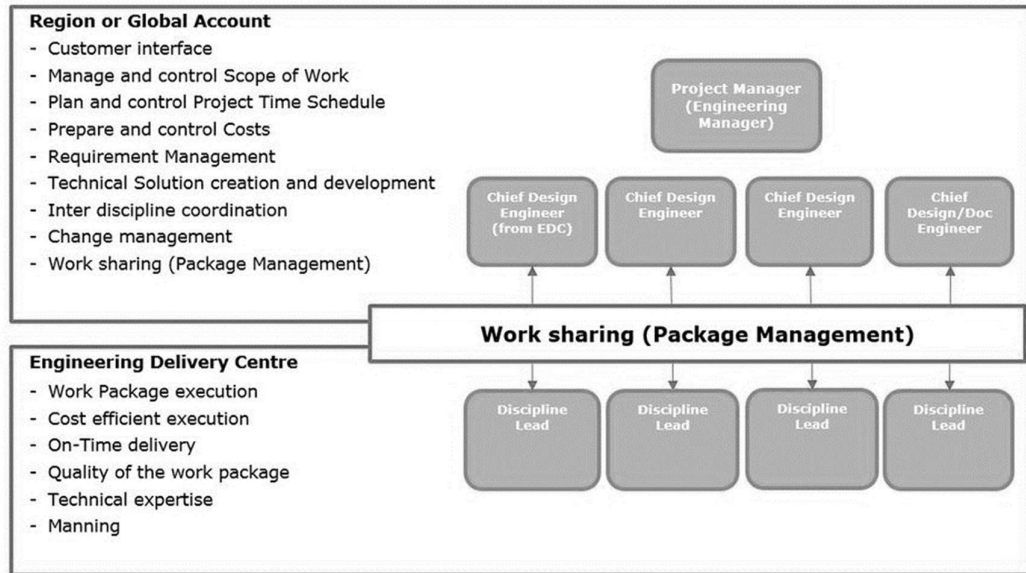 Region or Global Account
- Customer interface
- Manage and control Scope of Work
- Plan and control Project Time Schedule
- Prepare and control Costs
- Requirement Management
- Technical Solution creation and development
- Inter discipline coordination
- Change management
- Work sharing (Package Management)
Project Manager
(Engineering
Manager)
Chief Design
Engineer
(from EDC)
Chief Design
Engineer
Chief Design
Engineer
Chief
Design/Doc
Engineer
Work sharing (Package Management)
Engineering Delivery Centre
- Work Package execution
- Cost efficient execution
- On-Time delivery
- Quality of the work package
- Technical expertise
- Manning
Discipline
Lead
Discipline
Lead
Discipline
Lead
Discipline
Lead